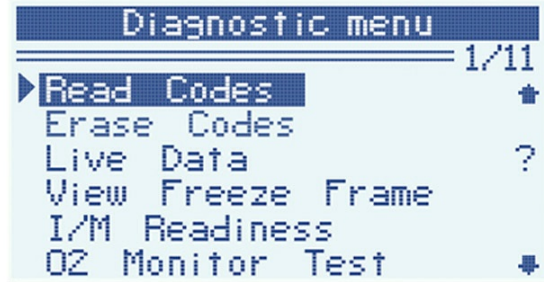 Diagnostic menu
1/11
Read Codes
Erase Codes
Live Data ?
View Freeze Frame
I/M Readiness
O2 Monitor Test